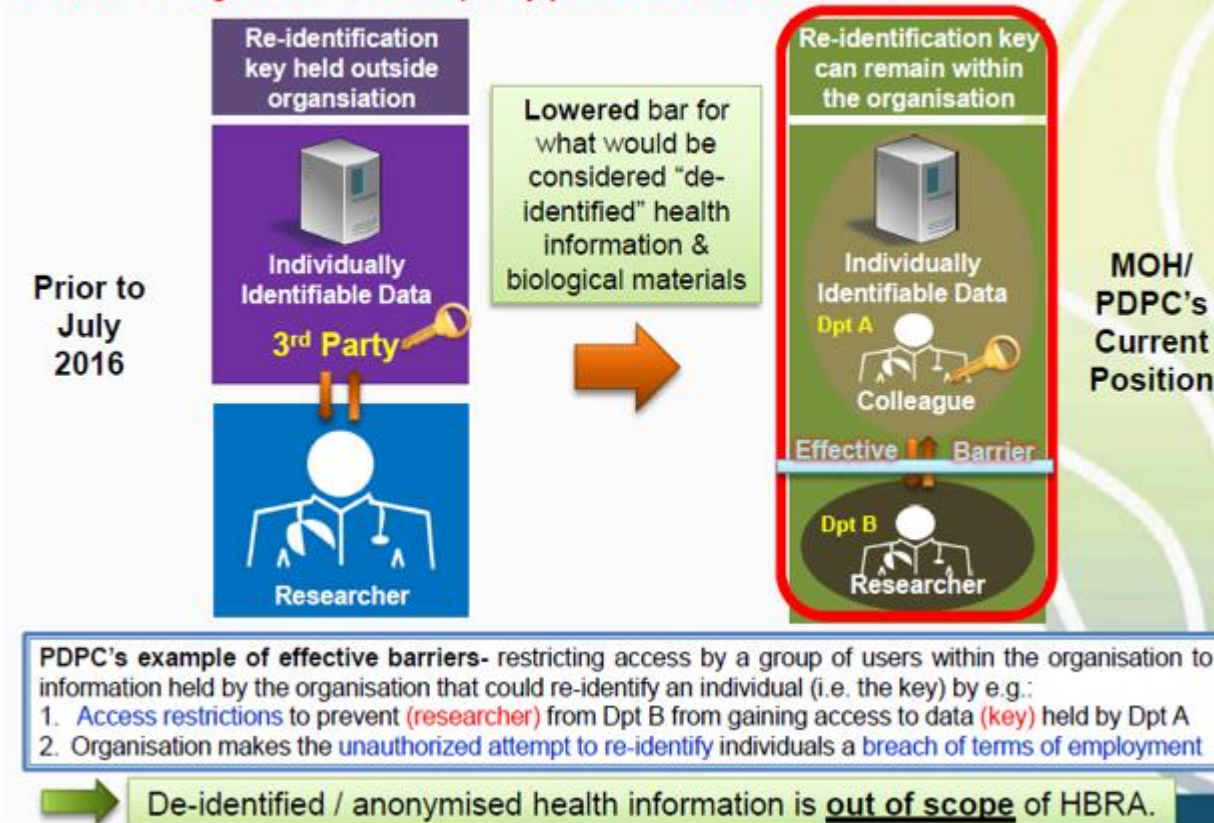 Re-identification
key held outside
organsiation
Individually
Identifiable Data
3rd Party
Researcher
Prior to
July
2016
Lowered bar for
what would be
considered “de-
identified” health
information &
biological materials
Re-identification key
can remain within
the organisation
Individually
Identifiable Data
Dpt A
Colleague
Effective Barrier
Dpt B
Researcher
MOH/
PDPC’s
Current
Position
PDPC’s example of effective barriers- restricting access by a group of users within the organisation to
information held by the organisation that could re-identify an individual (i.e. the key) by e.g.:
1. Access restrictions to prevent (researcher) from Dpt B from gaining access to data (key) held by Dpt A
2. Organisation makes the unauthorized attempt to re-identify individuals a breach of terms of employment
De-identified / anonymised health information is out of scope of HBRA.